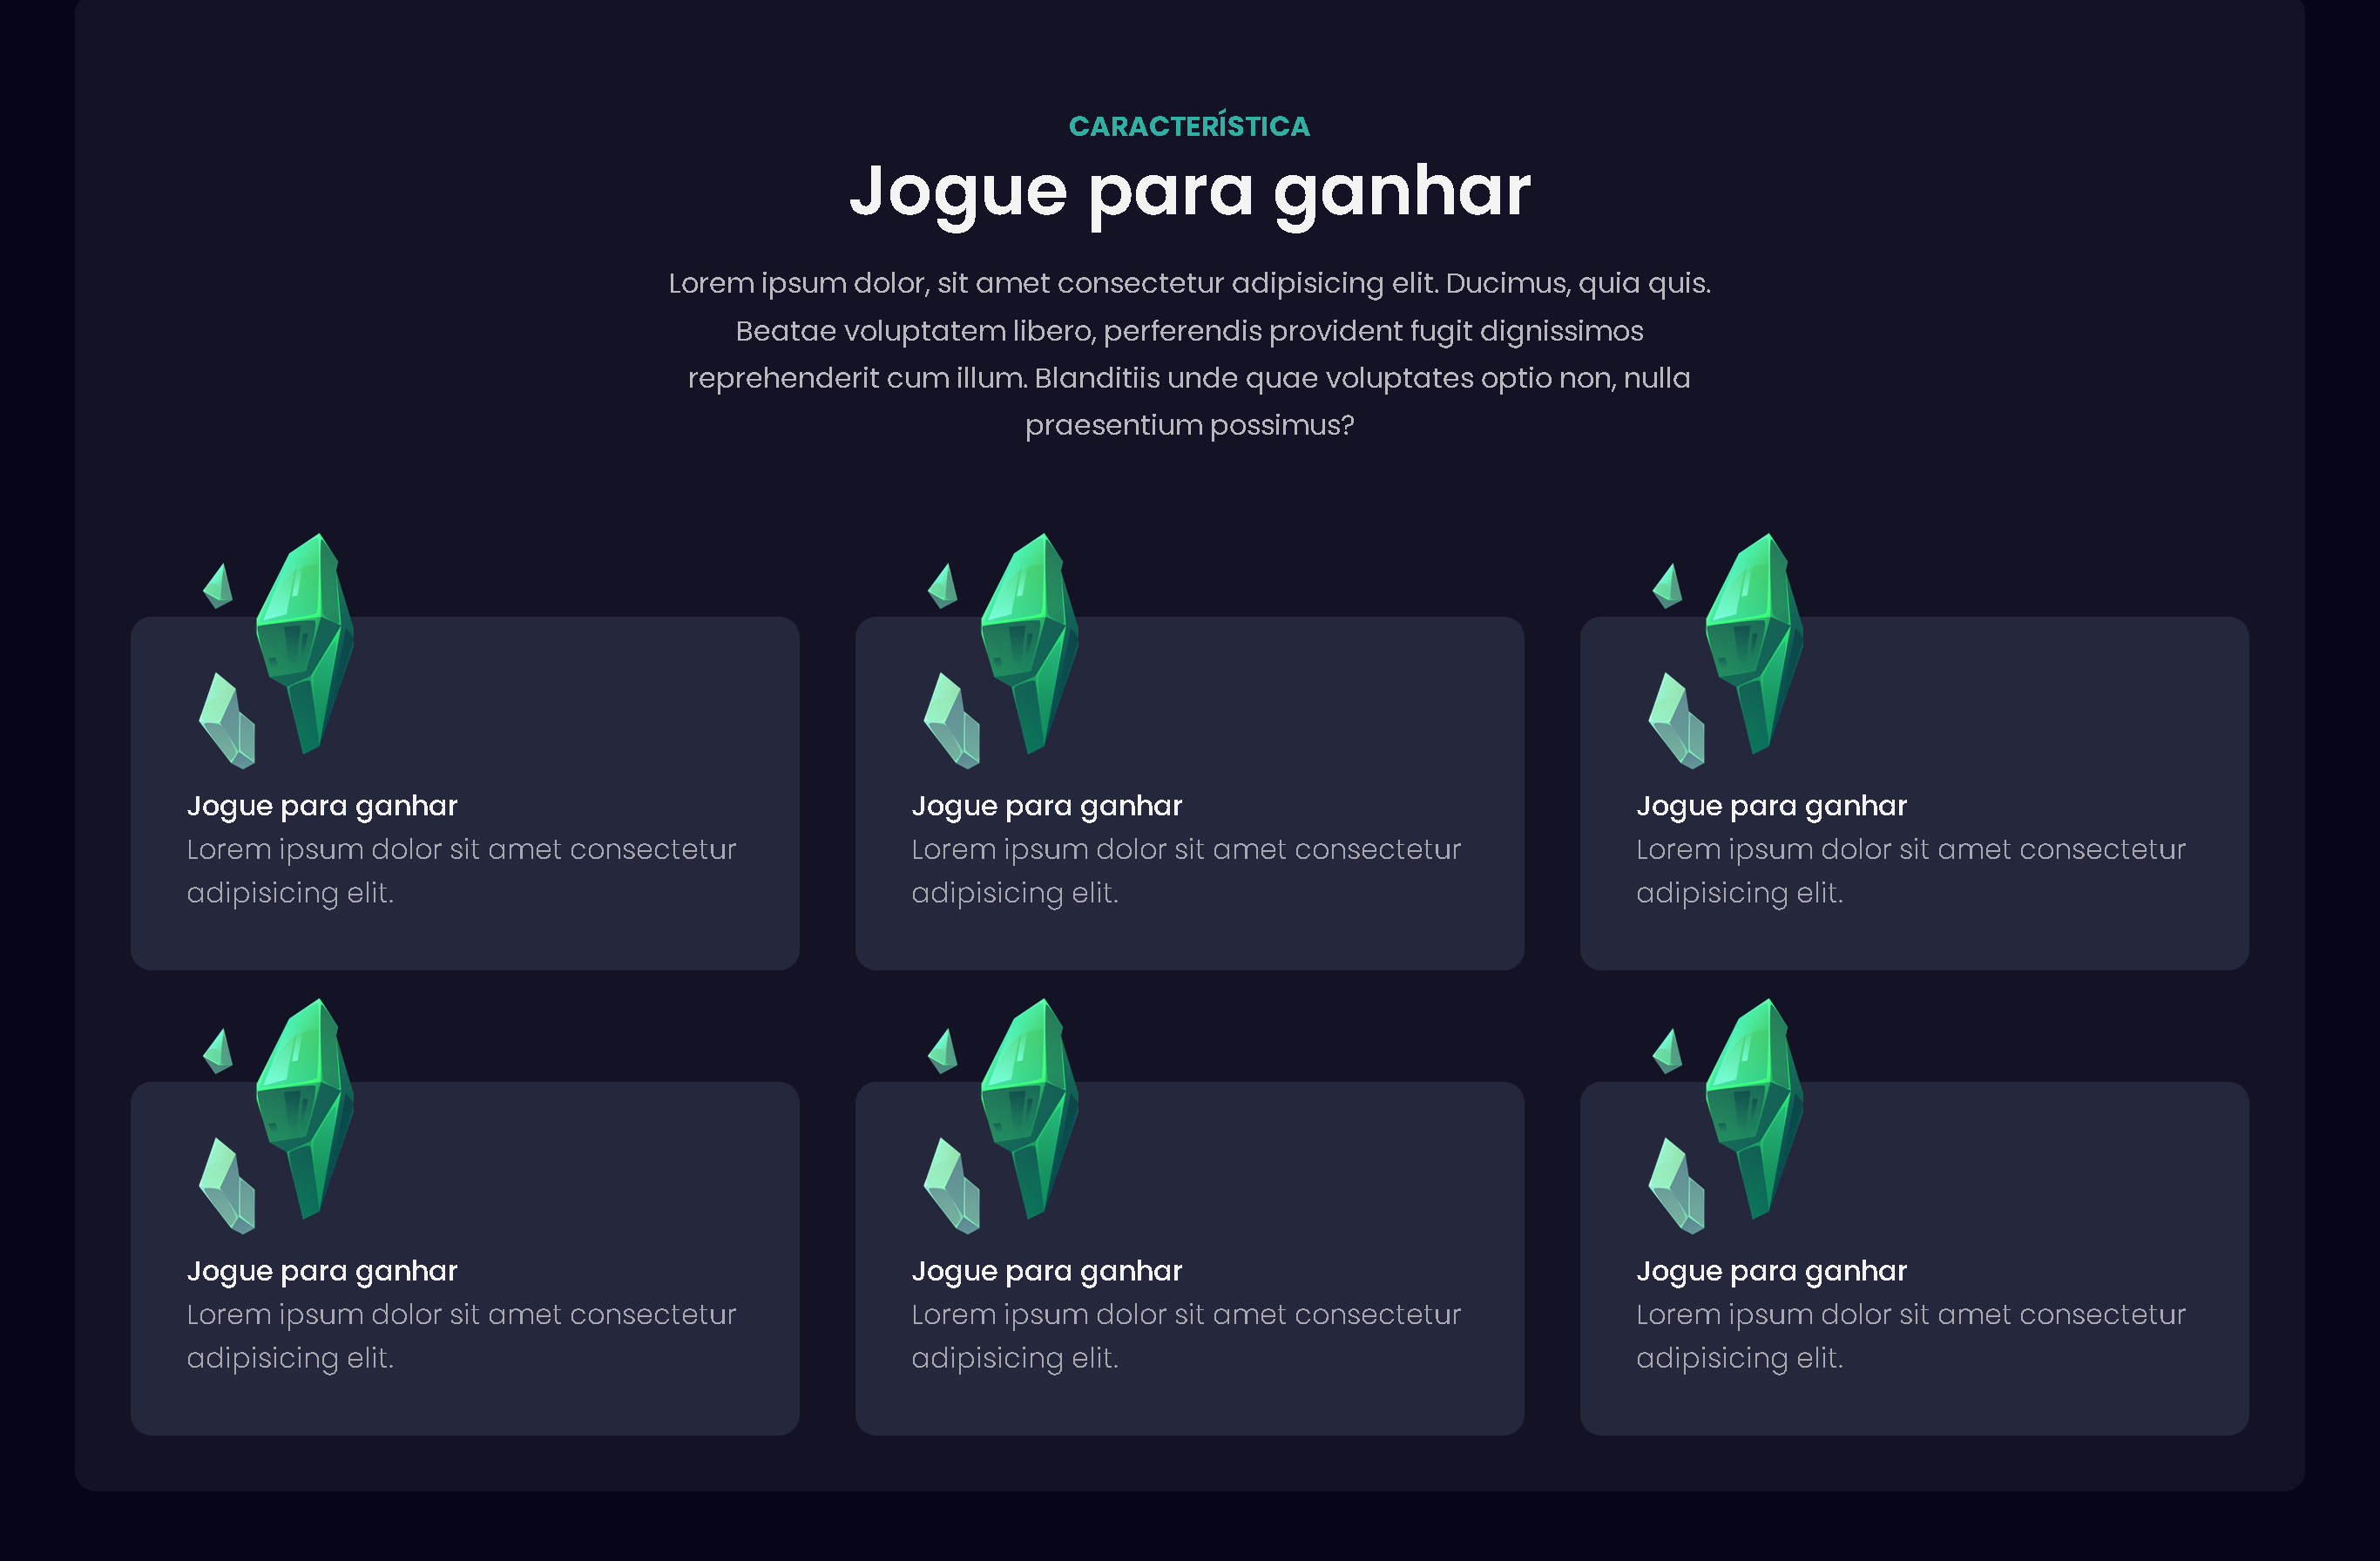 CARACTERÍSTICA
Jogue para ganhar
Lorem ipsum dolor, sit amet consectetur adipisicing elit. Ducimus, quia quis.
Beatae voluptatem libero, perferendis provident fugit dignissimos
reprehenderit cum illum. Blanditiis unde quae voluptates optio non, nulla
praesentium possimus?
Jogue para ganhar
Lorem ipsum dolor sit amet consectetur
adipisicing elit.
Jogue para ganhar
Lorem ipsum dolor sit amet consectetur
adipisicing elit.
Jogue para ganhar
Lorem ipsum dolor sit amet consectetur
adipisicing elit.
Jogue para ganhar
Lorem ipsum dolor sit amet consectetur
adipisicing elit.
Jogue para ganhar
Lorem ipsum dolor sit amet consectetur
adipisicing elit.
Jogue para ganhar
Lorem ipsum dolor sit amet consectetur
adipisicing elit.